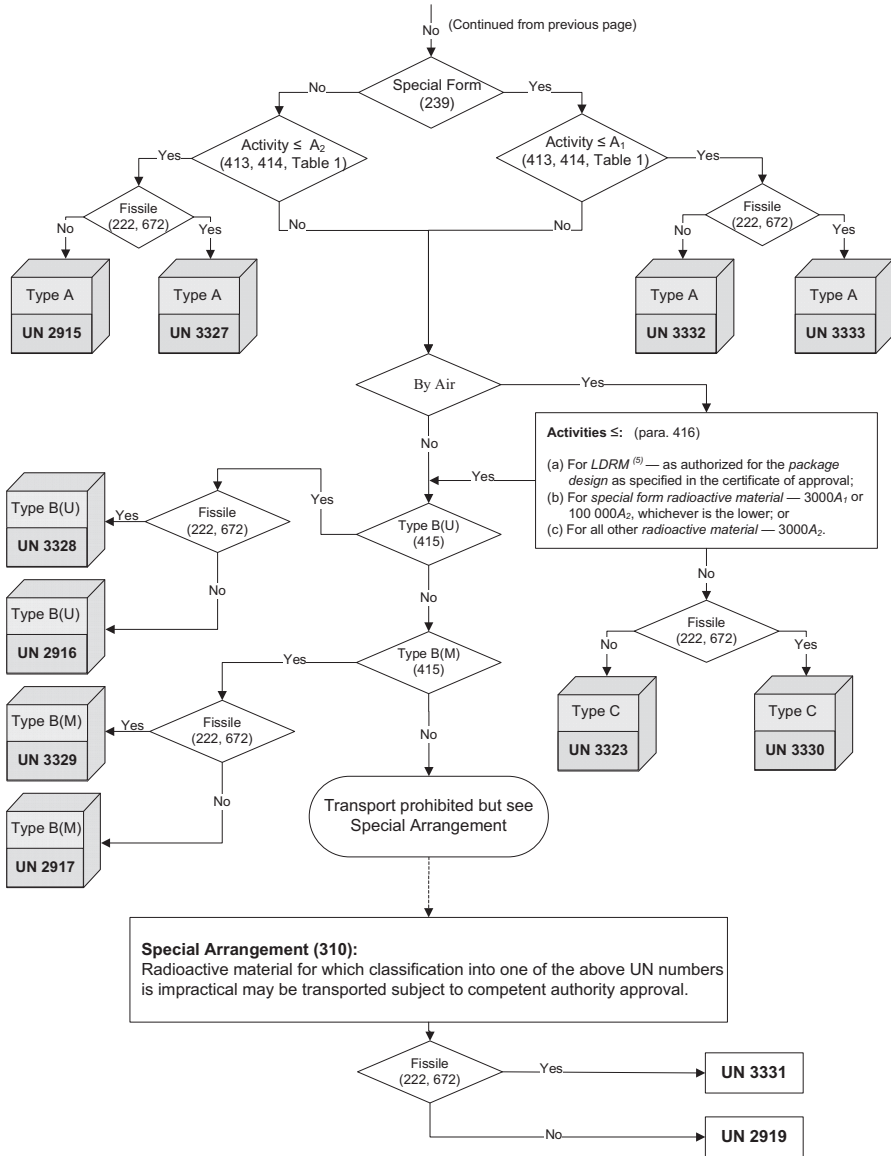 (Continued from previous page)
No
Special Form
(239)
No
Yes
Activity ≤ A2
(413, 414, Table 1)
Activity ≤ A1
(413, 414, Table 1)
Yes
Yes
Fissile
(222, 672)
Fissile
(222, 672)
No
Yes
No
No
No
Yes
Type A
UN 2915
Type A
UN 3327
Type A
UN 3332
Type A
UN 3333
By Air
Yes
No
Activities ≤: (para. 416)
(a) For LDRM (5) — as authorized for the package
design as specified in the certificate of approval;
(b) For special form radioactive material — 3000A1 or
100 000A2, whichever is the lower; or
(c) For all other radioactive material — 3000A2.
Yes
Yes
Type B(U)
UN 3328
Yes
Fissile
(222, 672)
Type B(U)
(415)
No
No
No
Type B(U)
UN 2916
Fissile
(222, 672)
No
Yes
Yes
Type B(M)
(415)
Type B(M)
UN 3329
Yes
Fissile
(222, 672)
No
Type C
UN 3323
Type C
UN 3330
No
Type B(M)
UN 2917
Transport prohibited but see
Special Arrangement
Special Arrangement (310):
Radioactive material for which classification into one of the above UN numbers
is impractical may be transported subject to competent authority approval.
Fissile
(222, 672)
Yes
UN 3331
No
UN 2919